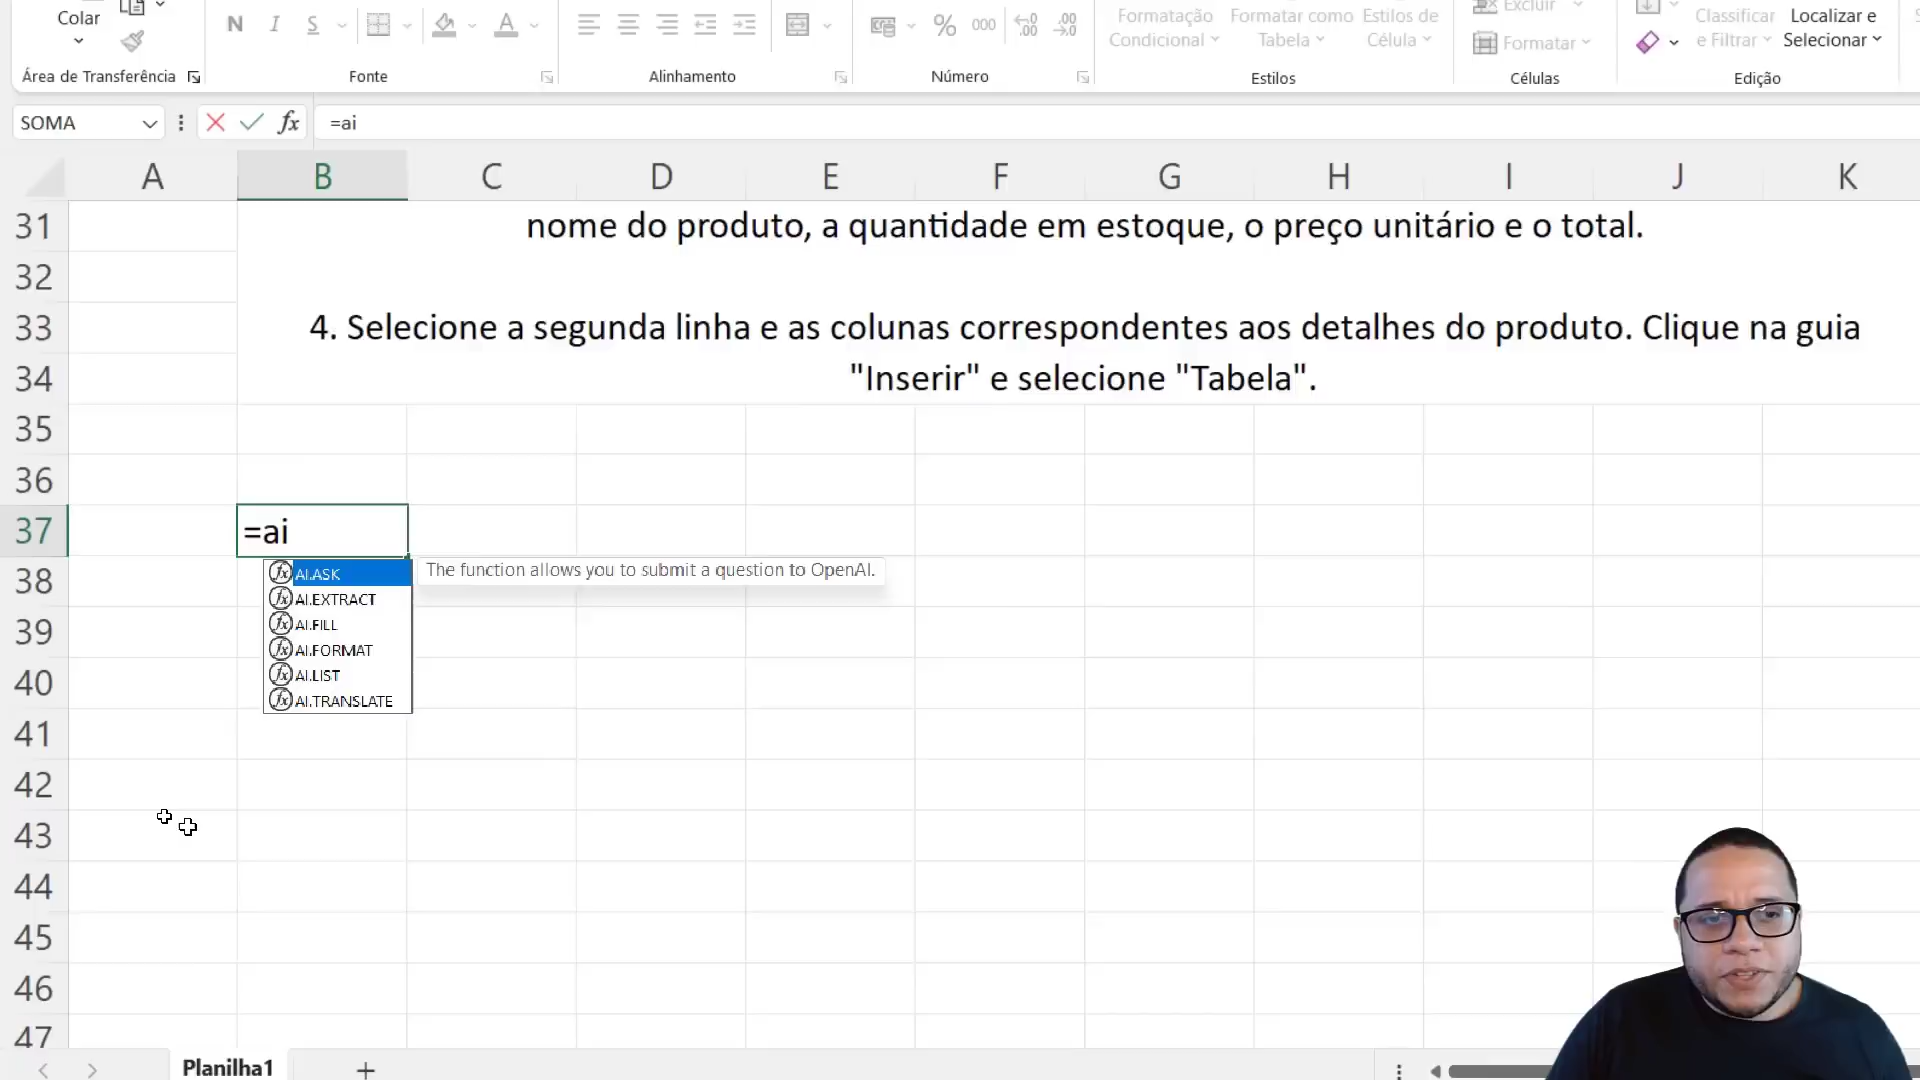 Colar
Excluir
Formatação
Condicional
Formatar como
Tabela
Estilos de
Célula
Formatar
Classificar
e Filtrar
Localizar e
Selecionar
N I S A % 000
Área de Transferência
Fonte
Alinhamento
Número
Estilos
Células
Edição
SOMA
fx
=ai
A B C D E F G H I J K
31 nome do produto, a quantidade em estoque, o preço unitário e o total.
32
33 4. Selecione a segunda linha e as colunas correspondentes aos detalhes do produto. Clique na guia
34 "Inserir" e selecione "Tabela".
35
36
37 =ai
38
39
40
41
42
43
44
45
46
47
AI.ASK
The function allows you to submit a question to OpenAI.
AI.EXTRACT
AI.FILL
AI.FORMAT
AI.LIST
AI.TRANSLATE
Planilha1